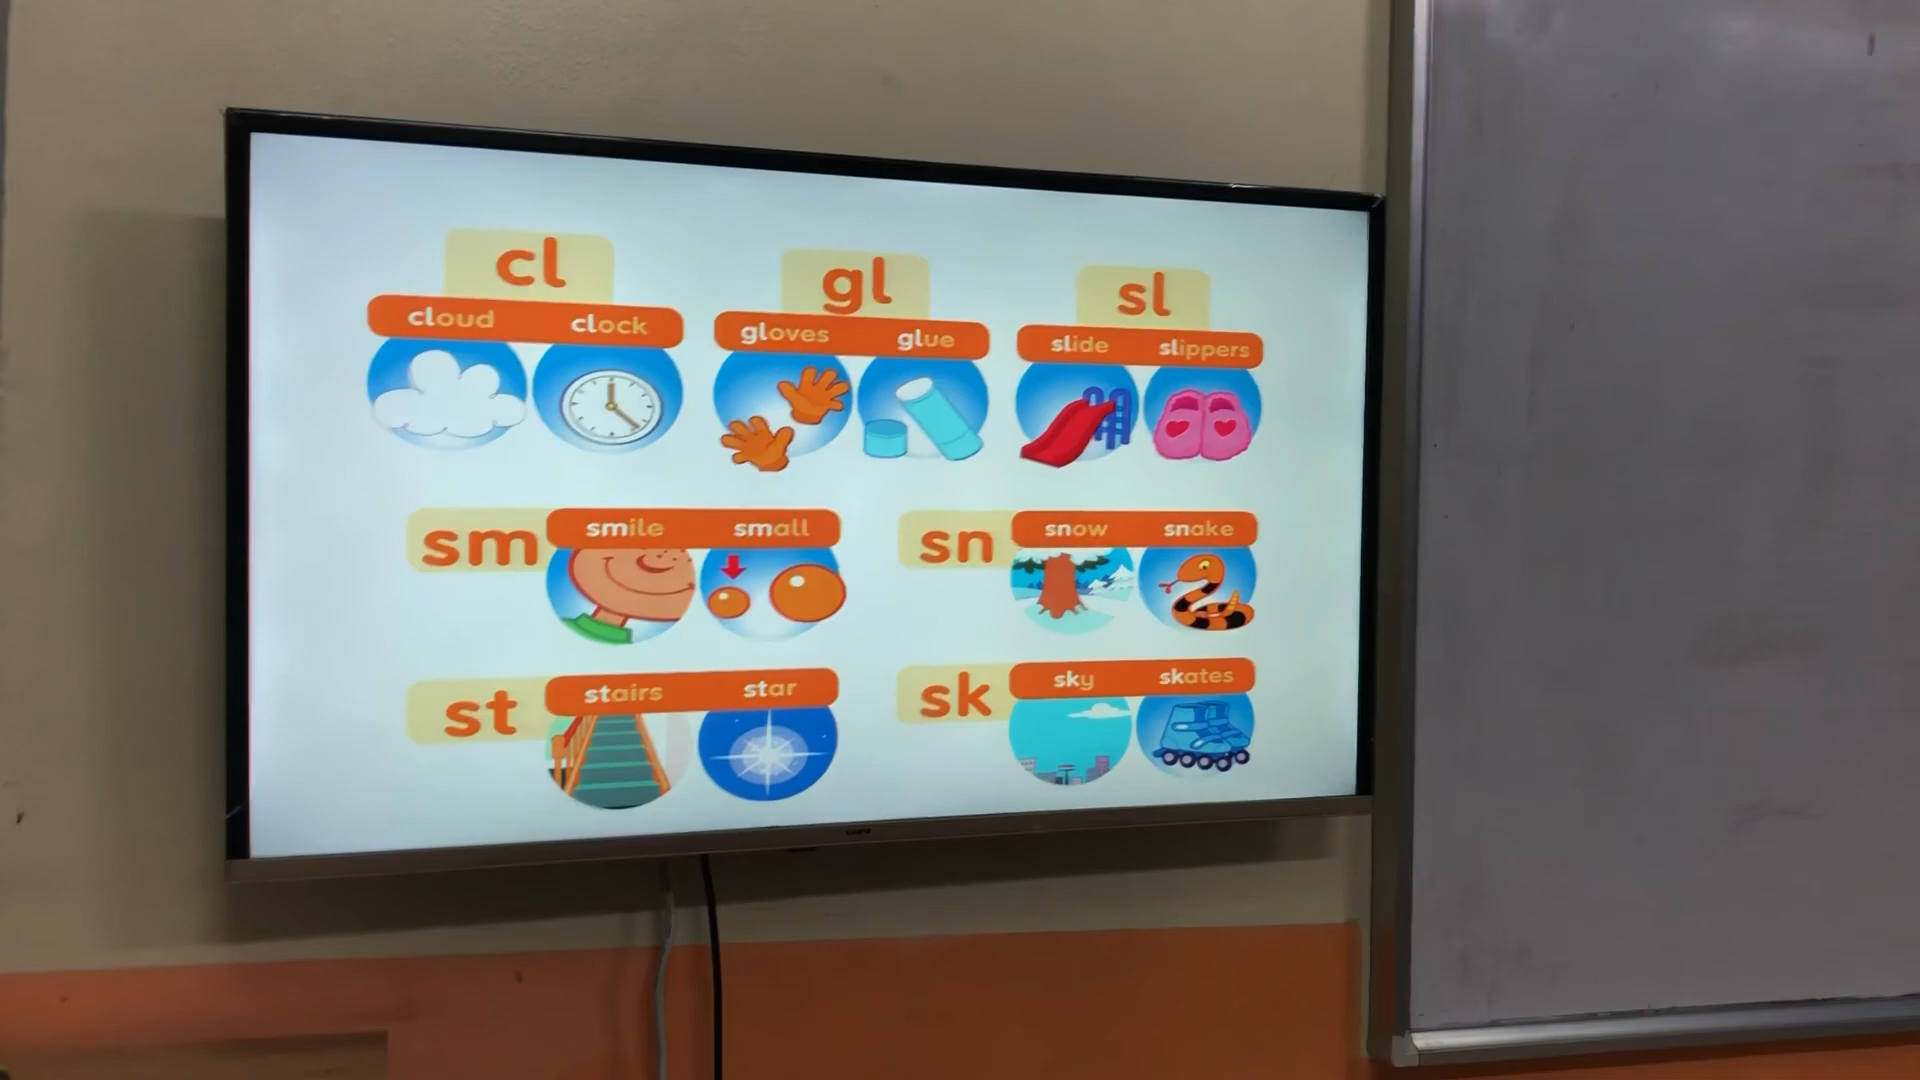 cl
cloud clock
gl
gloves glue
sl
slide slippers
sm
smile small
sn
snow snake
st
stairs star
sk
sky skates